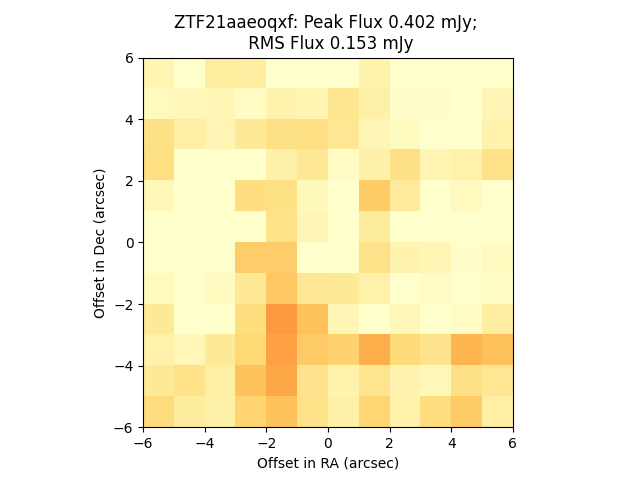 ZTF21aaeoqxf: Peak Flux 0.402 mJy;
RMS Flux 0.153 mJy
6
4
2
0
−2
−4
−6
Offset in Dec (arcsec)
−6 −4 −2 0 2 4 6
Offset in RA (arcsec)